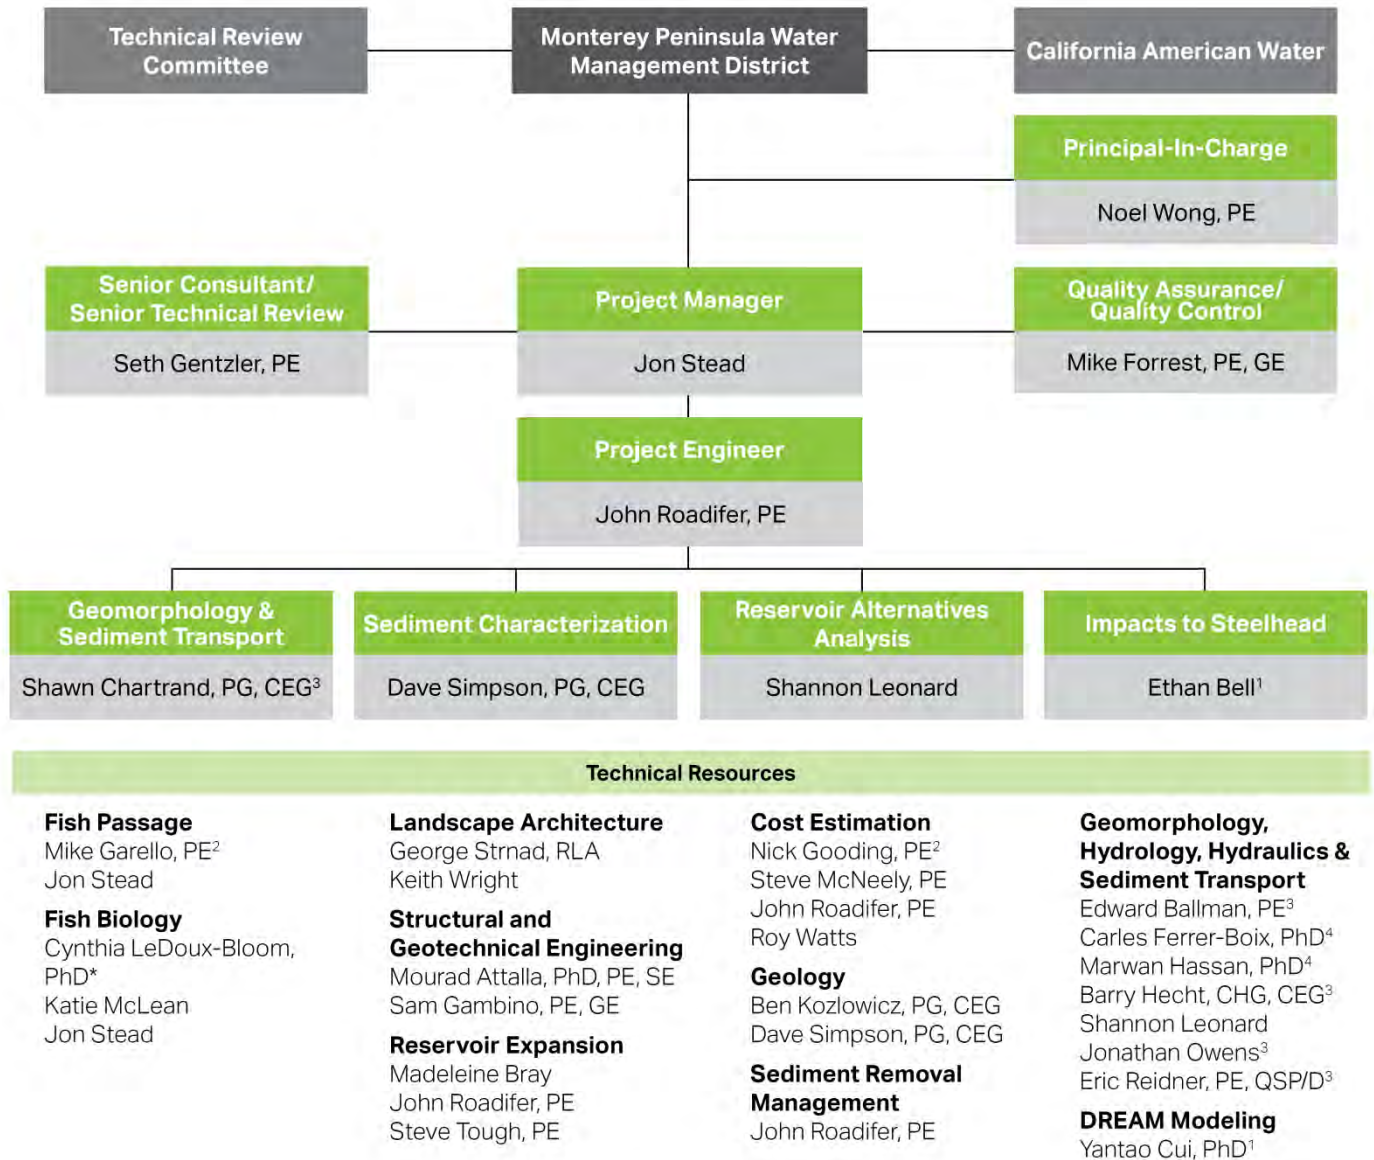 Technical Review
Committee
Monterey Peninsula Water
Management District
California American Water
Principal-In-Charge
Noel Wong, PE
Senior Consultant/
Senior Technical Review
Seth Gentzler, PE
Project Manager
Jon Stead
Quality Assurance/
Quality Control
Mike Forrest, PE, GE
Project Engineer
John Roadifer, PE
Geomorphology &
Sediment Transport
Shawn Chartrand, PG, CEG³
Sediment Characterization
Dave Simpson, PG, CEG
Reservoir Alternatives
Analysis
Shannon Leonard
Impacts to Steelhead
Ethan Bell¹
Technical Resources
Fish Passage
Mike Garello, PE²
Jon Stead
Fish Biology
Cynthia LeDoux-Bloom,
PhD*
Katie McLean
Jon Stead
Landscape Architecture
George Strnad, RLA
Keith Wright
Structural and
Geotechnical Engineering
Mourad Attalla, PhD, PE, SE
Sam Gambino, PE, GE
Reservoir Expansion
Madeleine Bray
John Roadifer, PE
Steve Tough, PE
Cost Estimation
Nick Gooding, PE²
Steve McNeely, PE
John Roadifer, PE
Roy Watts
Geology
Ben Kozlowicz, PG, CEG
Dave Simpson, PG, CEG
Sediment Removal
Management
John Roadifer, PE
Geomorphology,
Hydrology, Hydraulics &
Sediment Transport
Edward Ballman, PE³
Carles Ferrer-Boix, PhD⁴
Marwan Hassan, PhD⁴
Barry Hecht, CHG, CEG³
Shannon Leonard
Jonathan Owens³
Eric Reidner, PE, QSP/D³
DREAM Modeling
Yantao Cui, PhD¹